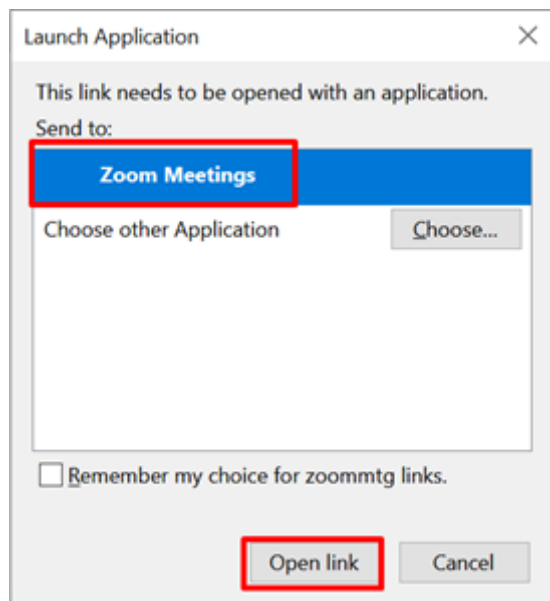 Launch Application
This link needs to be opened with an application.
Send to:
Zoom Meetings
Choose other Application
Choose...
Remember my choice for zoommtg links.
Open link
Cancel